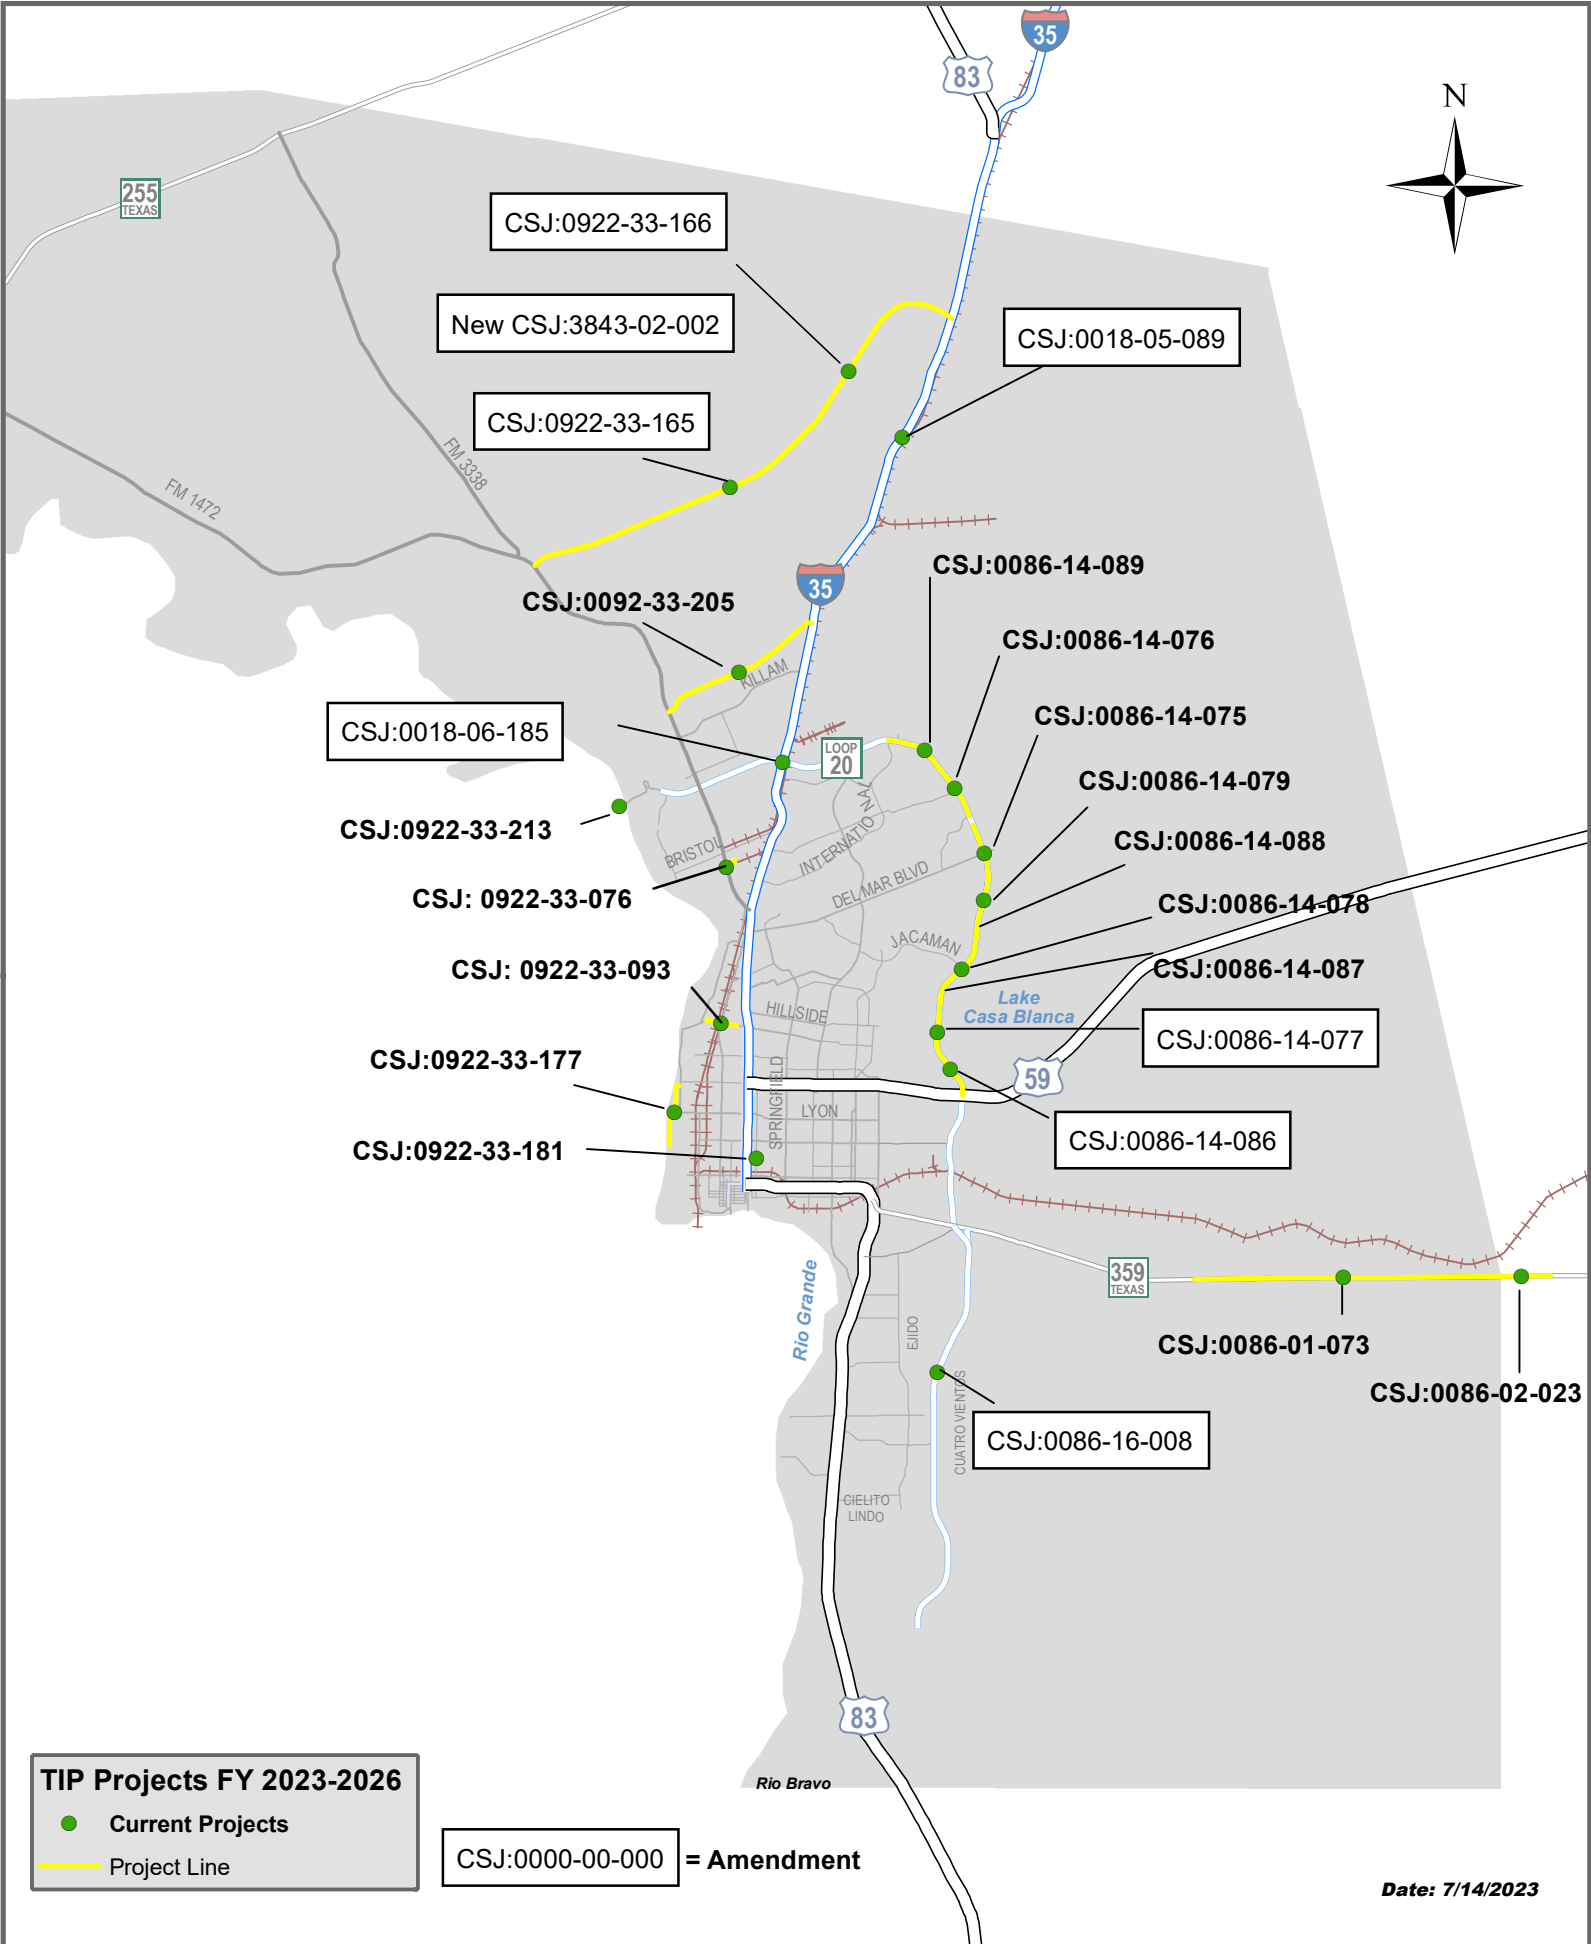 35
83
N
255
TEXAS
CSJ:0922-33-166
New CSJ:3843-02-002
CSJ:0018-05-089
CSJ:0922-33-165
FM 3338
FM 1472
CSJ:0086-14-089
35
CSJ:0092-33-205
CSJ:0086-14-076
KILLAM
CSJ:0018-06-185
CSJ:0086-14-075
LOOP
20
CSJ:0086-14-079
CSJ:0922-33-213
BRISTOL
INTERNATIONAL
CSJ:0086-14-088
DEL MAR BLVD
CSJ: 0922-33-076
CSJ:0086-14-078
JACAMAN
CSJ: 0922-33-093
CSJ:0086-14-087
Lake
Casa Blanca
HILLSIDE
CSJ:0086-14-077
CSJ:0922-33-177
59
SPRINGFIELD
LYON
CSJ:0922-33-181
CSJ:0086-14-086
359
TEXAS
Rio Grande
EJIDO
CSJ:0086-01-073
CSJ:0086-02-023
CUATRO VIENTOS
CSJ:0086-16-008
CIELITO
LINDO
83
Rio Bravo
TIP Projects FY 2023-2026
Current Projects
Project Line
CSJ:0000-00-000 = Amendment
Date: 7/14/2023